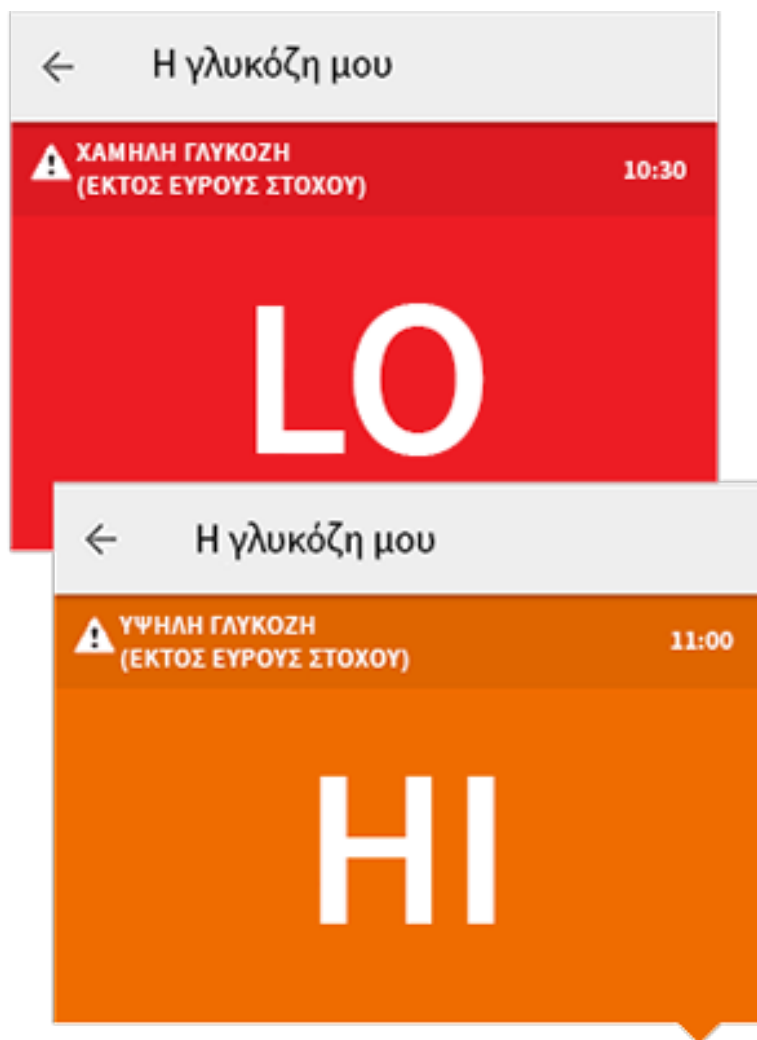 Η γλυκόζη μου
ΧΑΜΗΛΗ ΓΛΥΚΟΖΗ
(ΕΚΤΟΣ ΕΥΡΟΥΣ ΣΤΟΧΟΥ)
10:30
LO
Η γλυκόζη μου
ΥΨΗΛΗ ΓΛΥΚΟΖΗ
(ΕΚΤΟΣ ΕΥΡΟΥΣ ΣΤΟΧΟΥ)
11:00
HI